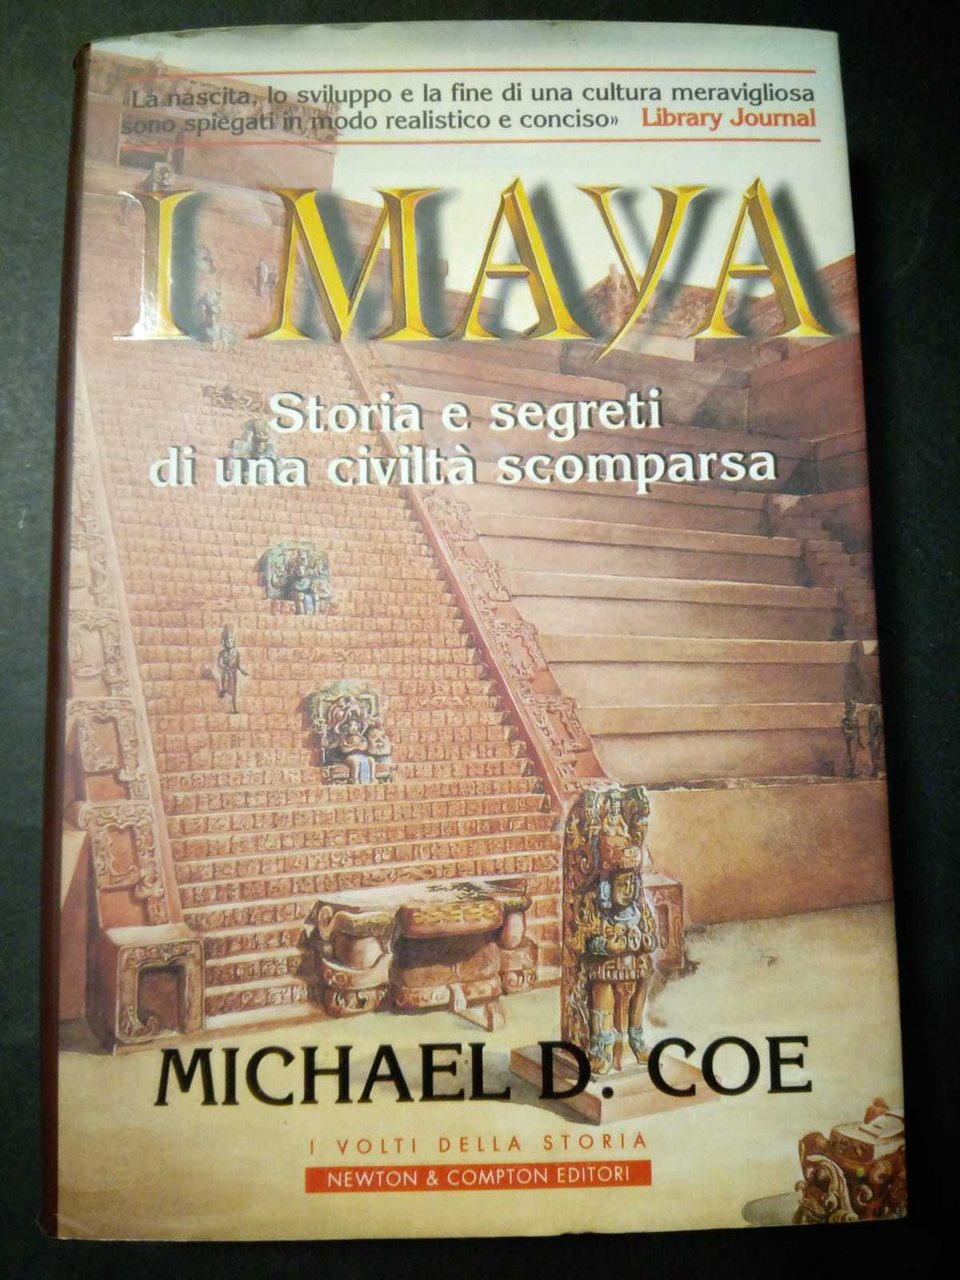 «La nascita, lo sviluppo e la fine di una cultura meravigliosa
sono spiegati in modo realistico e conciso» Library Journal
I MAYA
Storia e segreti
di una civiltà scomparsa
MICHAEL D. COE
I VOLTI DELLA STORIA
NEWTON & COMPTON EDITORI